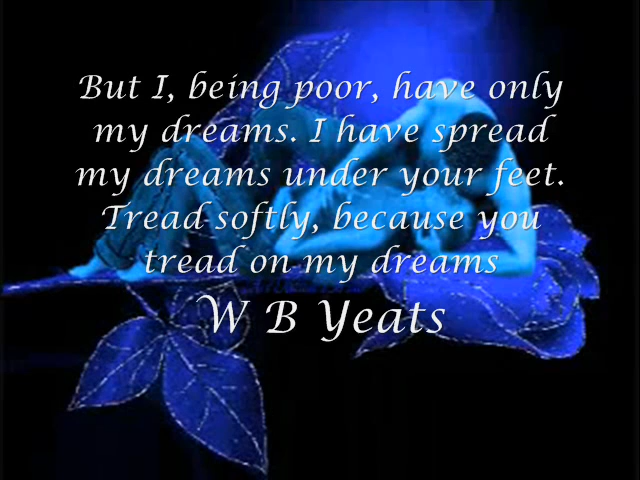 But I, being poor, have only
my dreams. I have spread
my dreams under your feet.
Tread softly, because you
tread on my dreams
W B Yeats